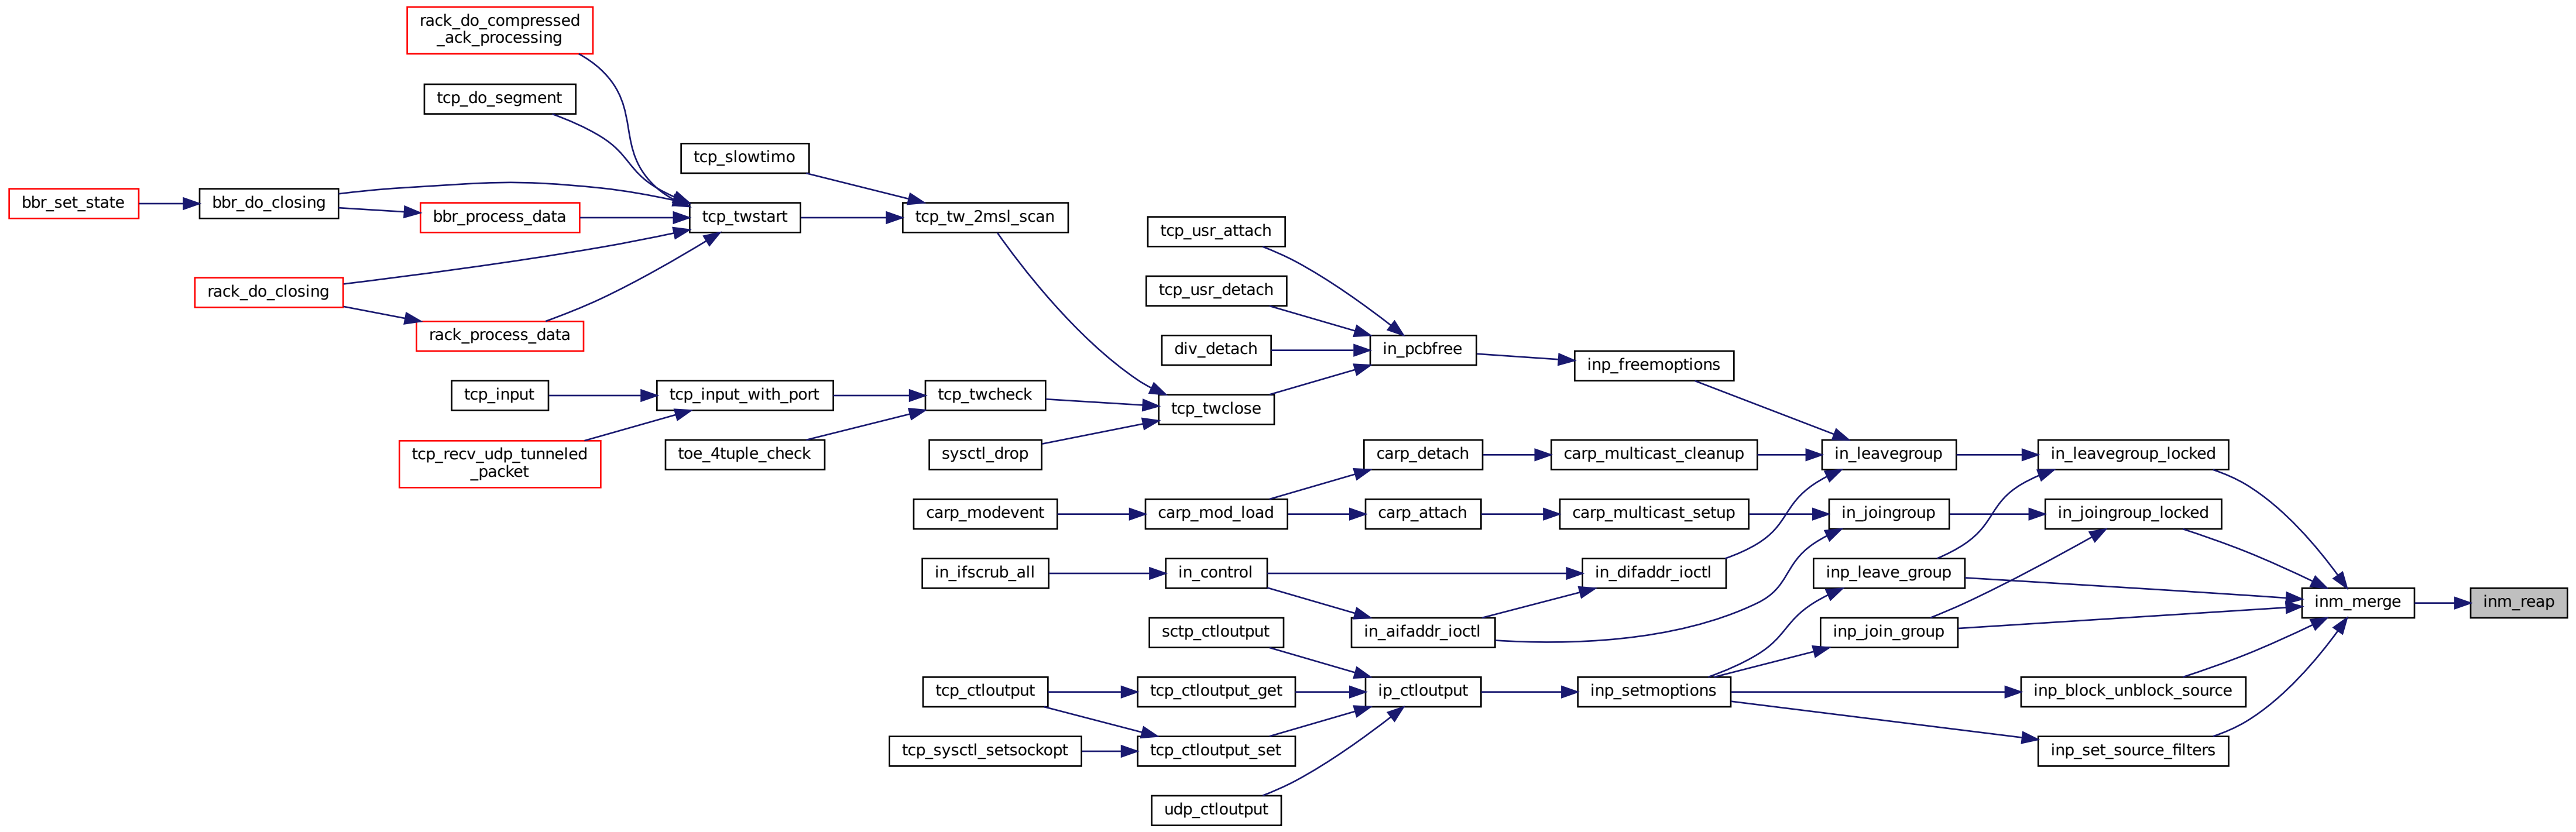 rack_do_compressed
_ack_processing
tcp_do_segment
tcp_slowtimo
bbr_set_state
bbr_do_closing
bbr_process_data
tcp_twstart
tcp_tw_2msl_scan
tcp_usr_attach
rack_do_closing
tcp_usr_detach
rack_process_data
div_detach
in_pcbfree
inp_freemoptions
tcp_input
tcp_input_with_port
tcp_twcheck
tcp_twclose
tcp_recv_udp_tunneled
_packet
toe_4tuple_check
sysctl_drop
carp_detach
carp_multicast_cleanup
in_leavegroup
in_leavegroup_locked
carp_modevent
carp_mod_load
carp_attach
carp_multicast_setup
in_joingroup
in_joingroup_locked
in_ifscrub_all
in_control
in_difaddr_ioctl
inp_leave_group
inm_merge
inm_reap
sctp_ctloutput
in_aifaddr_ioctl
inp_join_group
tcp_ctloutput
tcp_ctloutput_get
ip_ctloutput
inp_setmoptions
inp_block_unblock_source
tcp_sysctl_setsockopt
tcp_ctloutput_set
inp_set_source_filters
udp_ctloutput